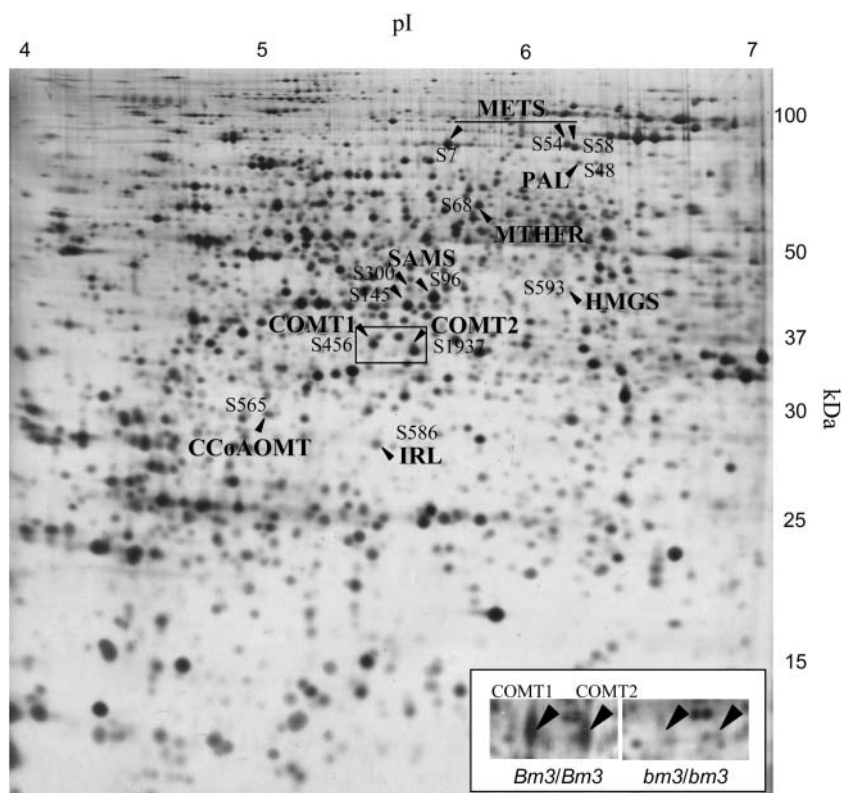 pI
4 5 6 7
METS
100
S7 S54 S58
PAL S48
S68
MTHFR
SAMS
50
S300 S96
S145 S593
HMGS
COMT1 COMT2
37
S456 S1937
kDa
S565
30
CCoAOMT
S586
IRL
25
15
COMT1 COMT2
Bm3/Bm3 bm3/bm3